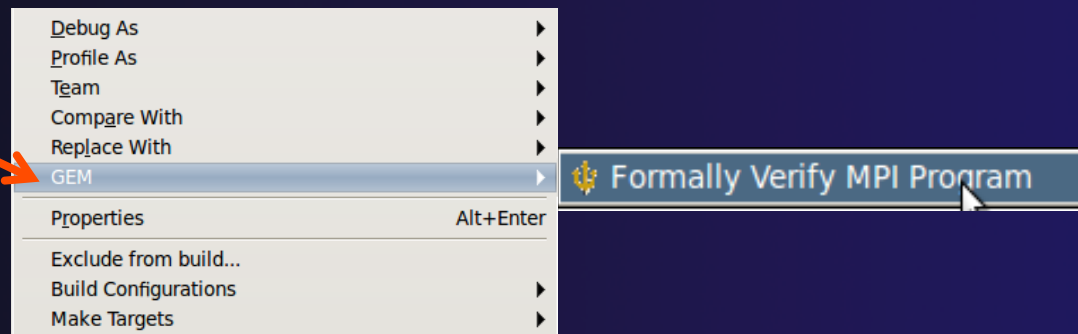 Debug As
Profile As
Team
Compare With
Replace With
GEM
Formally Verify MPI Program
Properties Alt+Enter
Exclude from build...
Build Configurations
Make Targets